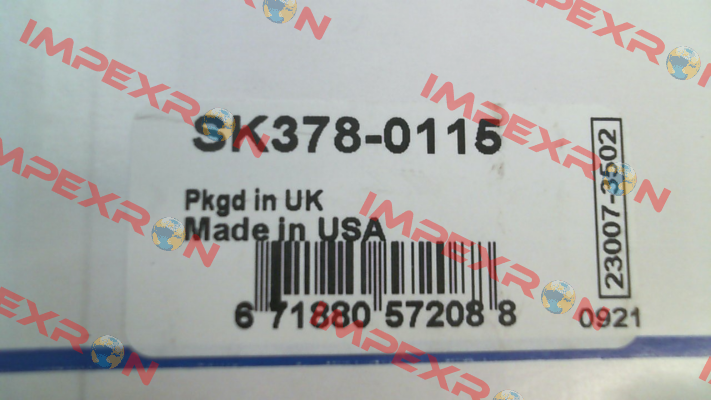 SK378-0115
Pkgd in UK
Made in USA
6 71880 57208 8
23007-3502
0921
IMPEXRON
IMPEXRON
IMPEXRON
IMPEXRON
IMPEXRON
IMPEXRON